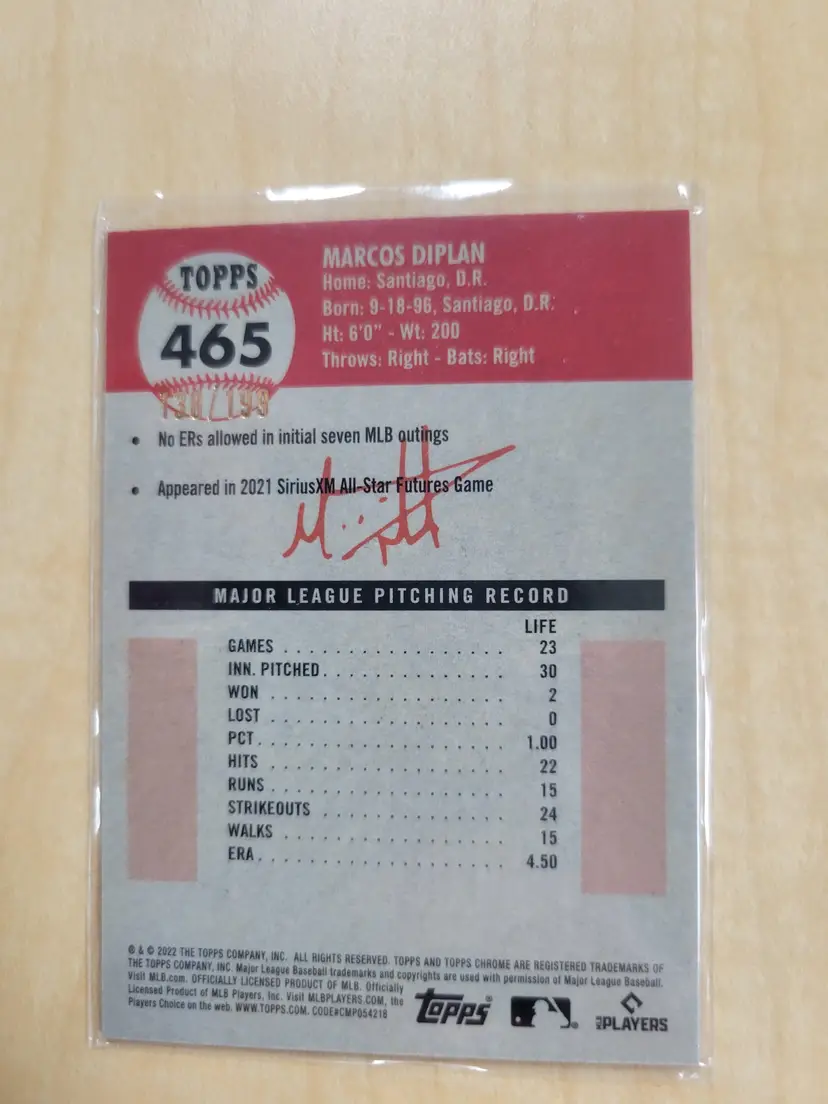 TOPPS
465
MARCOS DIPLAN
Home: Santiago, D.R.
Born: 9-18-96, Santiago, D.R.
Ht: 6'0" - Wt: 200
Throws: Right - Bats: Right
• No ERs allowed in initial seven MLB outings
• Appeared in 2021 SiriusXM All-Star Futures Game
MAJOR LEAGUE PITCHING RECORD
LIFE
GAMES 23
INN. PITCHED 30
WON 2
LOST 0
PCT. 1.00
HITS 22
RUNS 15
STRIKEOUTS 24
WALKS 15
ERA 4.50
® & © 2022 THE TOPPS COMPANY, INC. ALL RIGHTS RESERVED. TOPPS AND TOPPS CHROME ARE REGISTERED TRADEMARKS OF
THE TOPPS COMPANY, INC. Major League Baseball trademarks and copyrights are used with permission of Major League Baseball.
Visit MLB.com. OFFICIALLY LICENSED PRODUCT OF MLB. Officially
Licensed Product of MLB Players, Inc. Visit MLBPLAYERS.COM, the
Players Choice on the web. WWW.TOPPS.COM. CODE#CMP054218
topps®
MLB PLAYERS